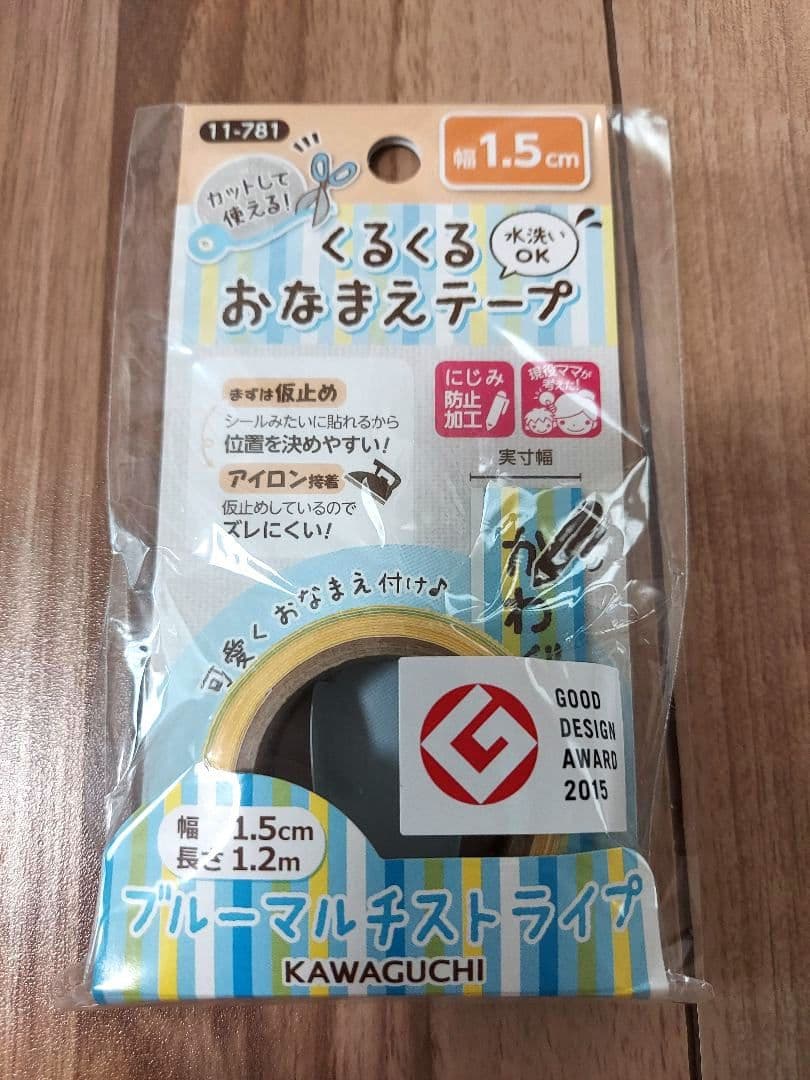 11-781
幅1.5cm
カットして
使える!
くるくる
水洗い
OK
おなまえテープ
まずは仮止め
シールみたいに貼れるから
位置を決めやすい!
アイロン接着
仮止めしているので
ズレにくい!
にじみ
防止
加工
現役ママが
考えた!
実寸幅
可愛くおなまえ付け♪
GOOD
DESIGN
AWARD
2015
幅 1.5cm
長さ1.2m
ブルーマルチストライプ
KAWAGUCHI